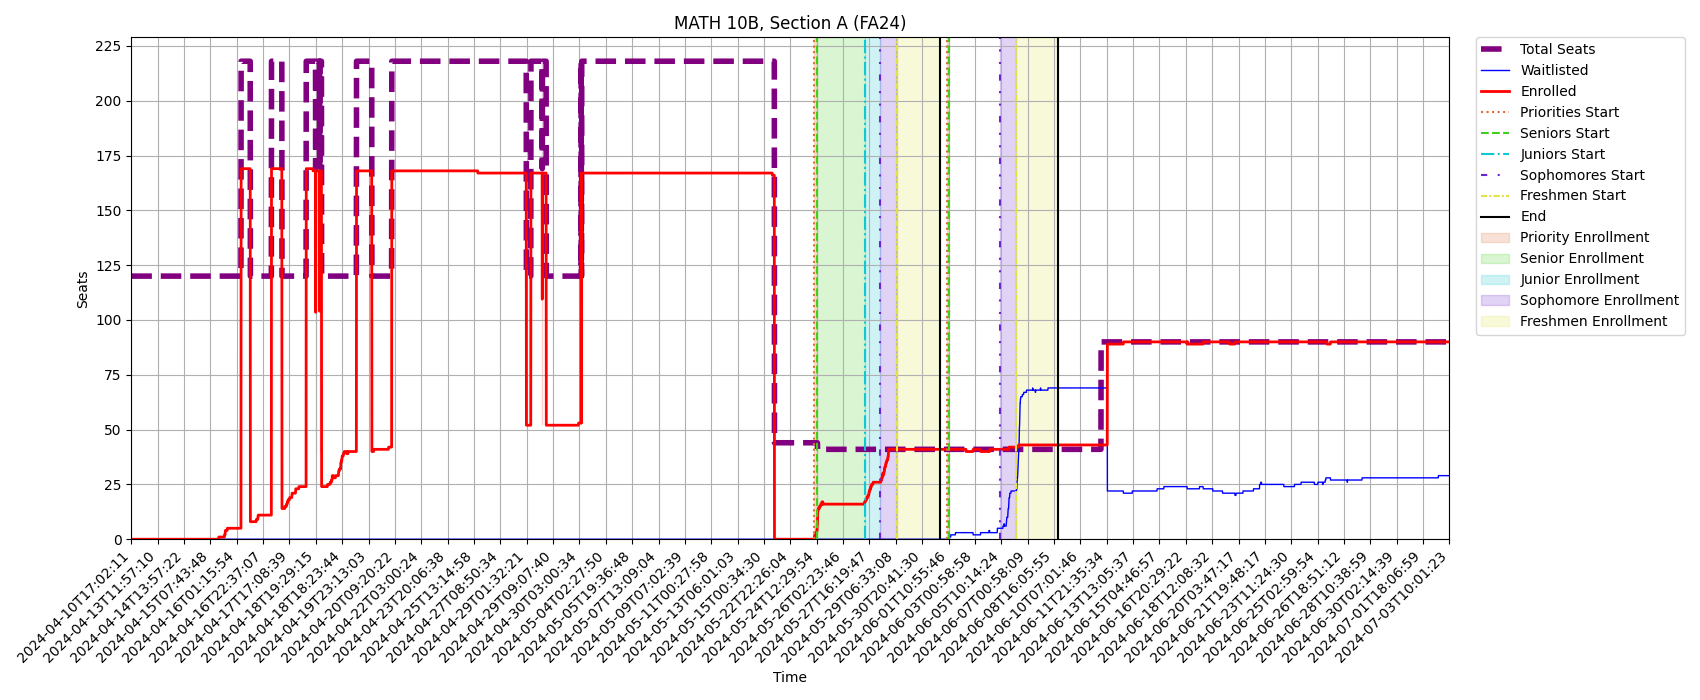 MATH 10B, Section A (FA24)
Seats
225
200
175
150
125
100
75
50
25
0
Total Seats
Waitlisted
Enrolled
Priorities Start
Seniors Start
Juniors Start
Sophomores Start
Freshmen Start
End
Priority Enrollment
Senior Enrollment
Junior Enrollment
Sophomore Enrollment
Freshmen Enrollment
2024-04-10T17:02:11
2024-04-13T11:57:10
2024-04-14T13:57:22
2024-04-15T07:43:48
2024-04-16T01:15:54
2024-04-16T22:37:07
2024-04-17T17:08:39
2024-04-18T19:29:15
2024-04-18T18:23:44
2024-04-19T23:13:03
2024-04-20T09:20:22
2024-04-22T03:00:24
2024-04-23T20:06:38
2024-04-25T13:14:58
2024-04-27T08:50:34
2024-04-29T01:32:21
2024-04-29T09:07:40
2024-04-30T03:00:34
2024-05-04T02:27:50
2024-05-05T19:36:48
2024-05-07T13:09:04
2024-05-09T07:02:39
2024-05-11T00:27:58
2024-05-13T06:01:03
2024-05-15T00:34:30
2024-05-22T22:26:04
2024-05-24T12:29:54
2024-05-26T02:23:46
2024-05-27T16:19:47
2024-05-29T06:33:08
2024-05-30T20:41:30
2024-06-01T10:55:46
2024-06-03T00:58:58
2024-06-05T10:14:24
2024-06-07T00:58:09
2024-06-08T16:05:55
2024-06-10T07:01:46
2024-06-11T21:35:34
2024-06-13T13:05:37
2024-06-15T04:46:57
2024-06-16T20:29:22
2024-06-18T12:08:32
2024-06-20T03:47:17
2024-06-21T19:48:17
2024-06-23T11:24:30
2024-06-25T02:59:54
2024-06-26T18:51:12
2024-06-28T10:38:59
2024-06-30T02:14:39
2024-07-01T18:06:59
2024-07-03T10:01:23
Time